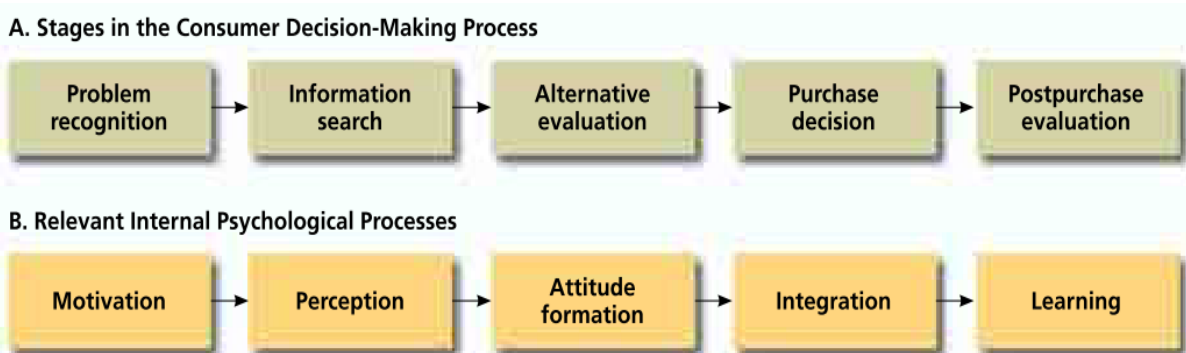 A. Stages in the Consumer Decision-Making Process
Problem
recognition
Information
search
Alternative
evaluation
Purchase
decision
Postpurchase
evaluation
B. Relevant Internal Psychological Processes
Motivation
Perception
Attitude
formation
Integration
Learning